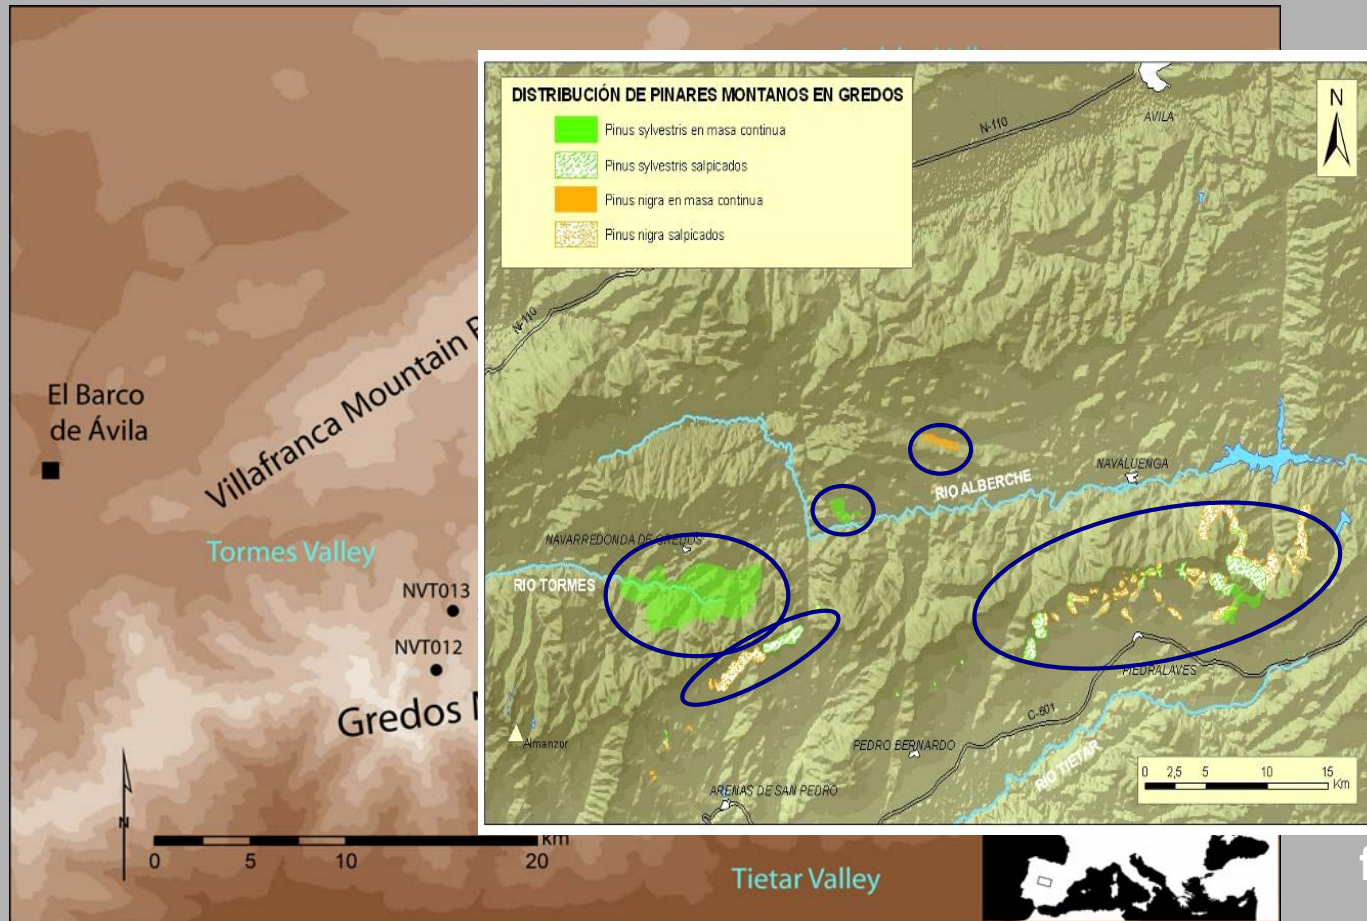 El Barco
de Ávila
Villafranca Mountain
Tormes Valley
NVT013
NVT012
Gredos
N
km
0 5 10 20
Tietar Valley
DISTRIBUCIÓN DE PINARES MONTANOS EN GREDOS
Pinus sylvestris en masa continua
Pinus sylvestris salpicados
Pinus nigra en masa continua
Pinus nigra salpicados
N
AVILA
N-110
N-110
NAVALUENGA
RIO ALBERCHE
NAVARREDONDA DE GREDOS
RIO TORMES
PIEDRALAVES
C-501
PEDRO BERNARDO
RIO TIETAR
Almanzor
ARENAS DE SAN PEDRO
0 2,5 5 10 15
Km
f